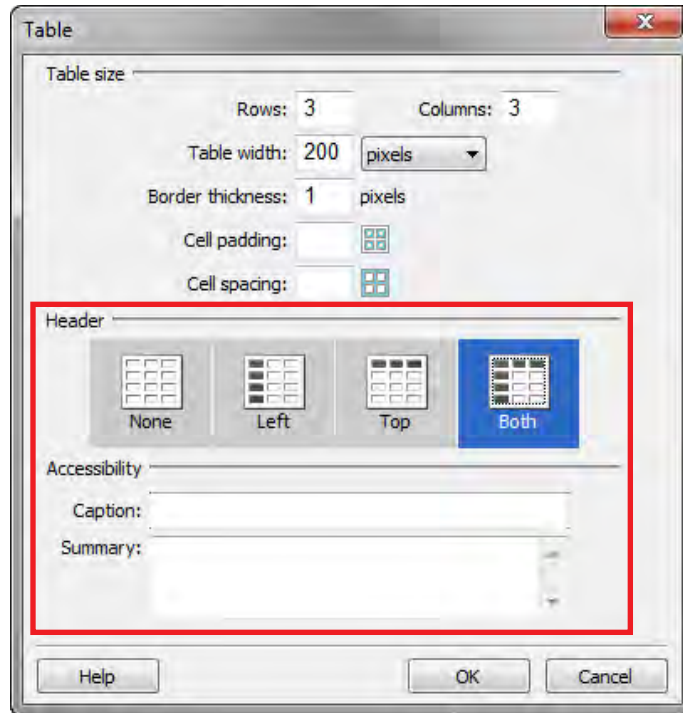 Table
Table size
Rows: 3 Columns: 3
Table width: 200 pixels
Border thickness: 1 pixels
Cell padding:
Cell spacing:
Header
None Left Top Both
Accessibility
Caption:
Summary:
Help OK Cancel